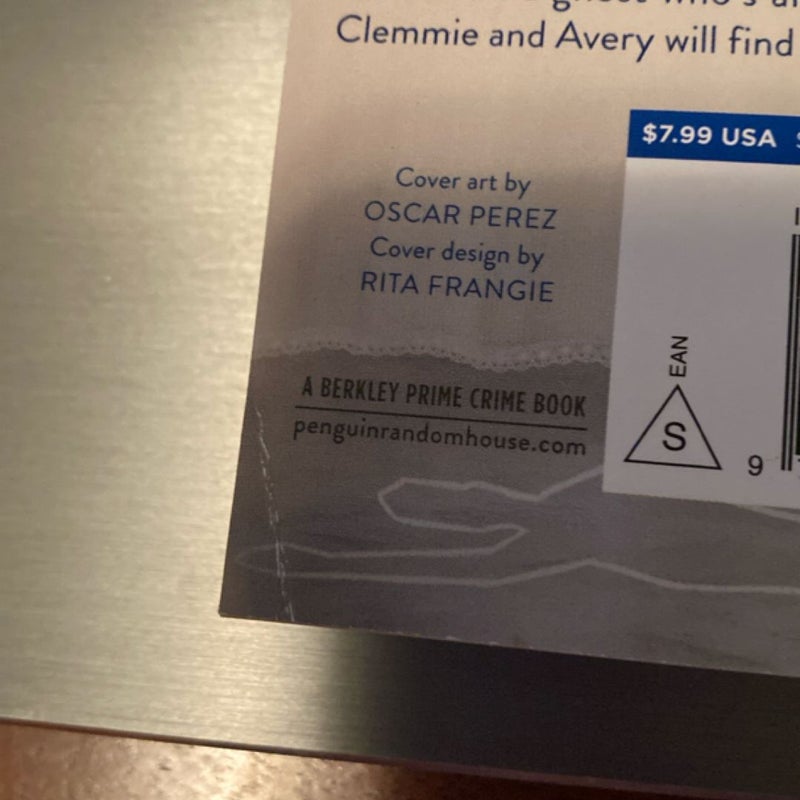 who's
Clemmie and Avery will find
$7.99 USA
Cover art by
OSCAR PEREZ
Cover design by
RITA FRANGIE
EAN
A BERKLEY PRIME CRIME BOOK
penguinrandomhouse.com
S
9